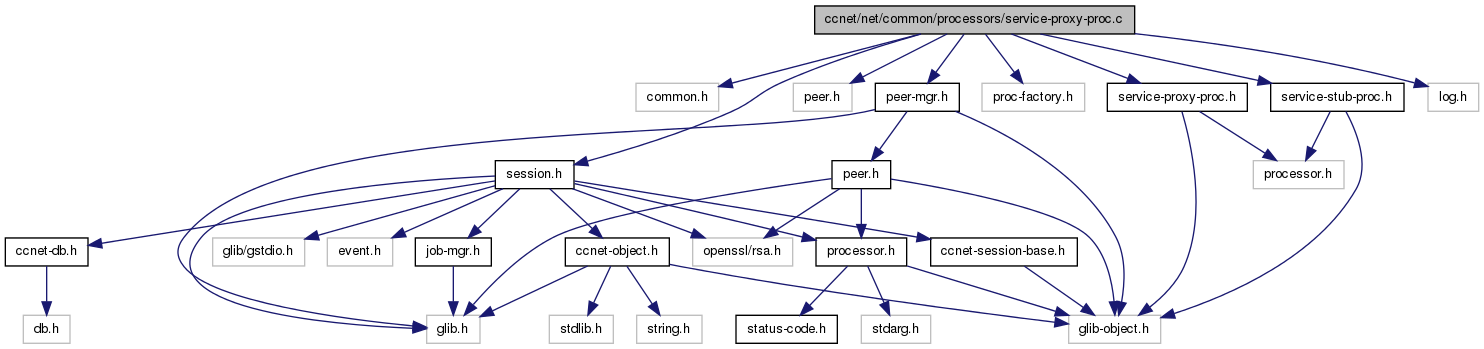 ccnet/net/common/processors/service-proxy-proc.c
common.h
peer.h
peer-mgr.h
proc-factory.h
service-proxy-proc.h
service-stub-proc.h
log.h
session.h
peer.h
processor.h
ccnet-db.h
glib/gstdio.h
event.h
job-mgr.h
ccnet-object.h
openssl/rsa.h
processor.h
ccnet-session-base.h
db.h
glib.h
stdlib.h
string.h
status-code.h
stdarg.h
glib-object.h